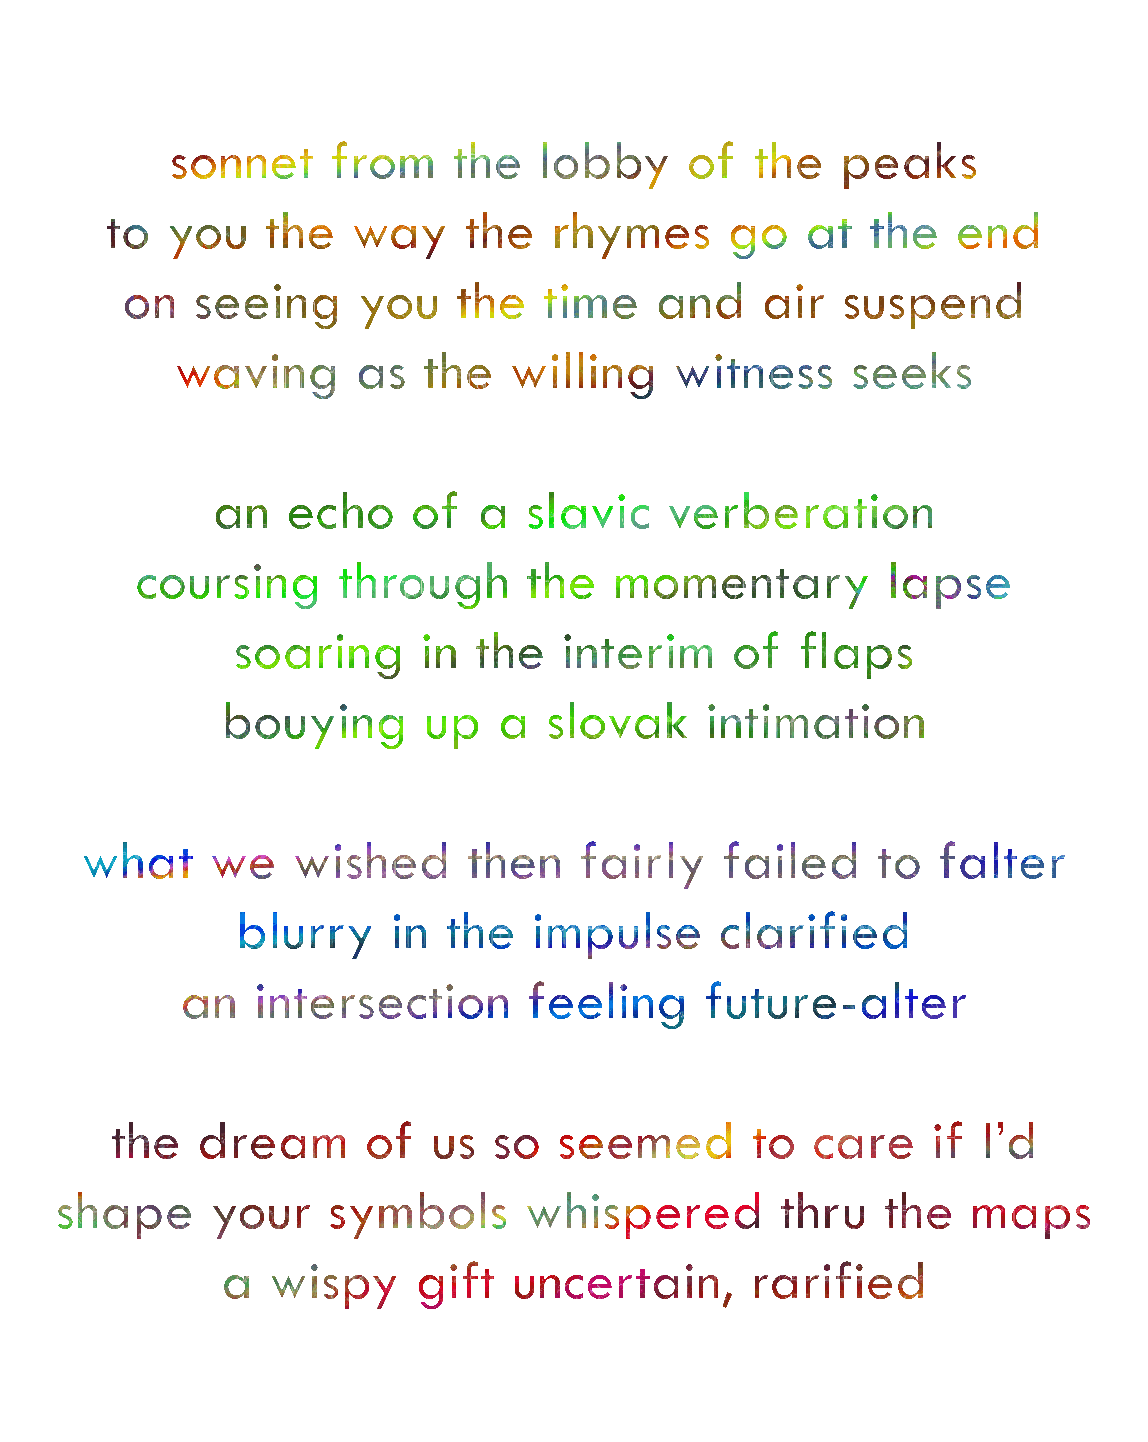 sonnet from the lobby of the peaks
to you the way the rhymes go at the end
on seeing you the time and air suspend
waving as the willing witness seeks
an echo of a slavic verberation
coursing through the momentary lapse
soaring in the interim of flaps
bouying up a slovak intimation
what we wished then fairly failed to falter
blurry in the impulse clarified
an intersection feeling future-alter
the dream of us so seemed to care if I’d
shape your symbols whispered thru the maps
a wispy gift uncertain, rarified